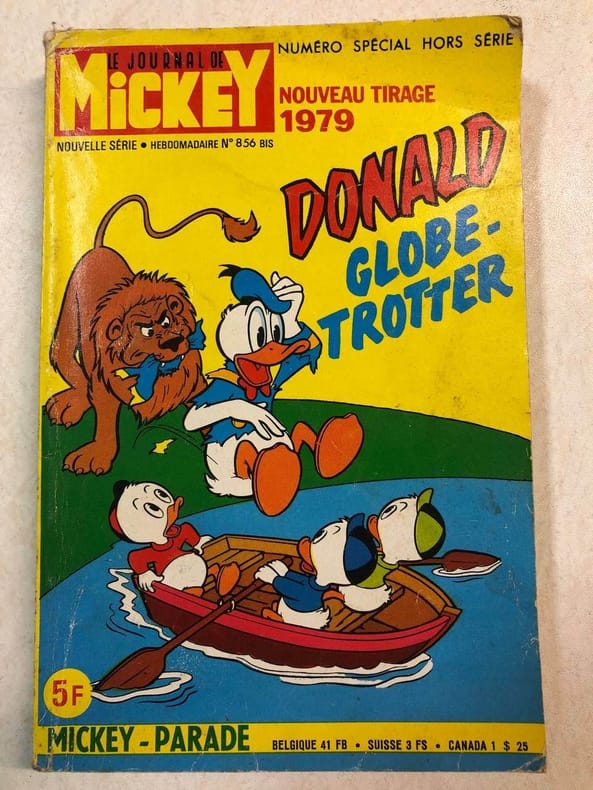 LE JOURNAL DE
MiCKEY
NUMÉRO SPÉCIAL HORS SÉRIE
NOUVEAU TIRAGE
1979
NOUVELLE SÉRIE • HEBDOMADAIRE N° 856 BIS
DONALD
GLOBE-
TROTTER
5F
MICKEY - PARADE
BELGIQUE 41 FB • SUISSE 3 FS • CANADA 1 $ 25